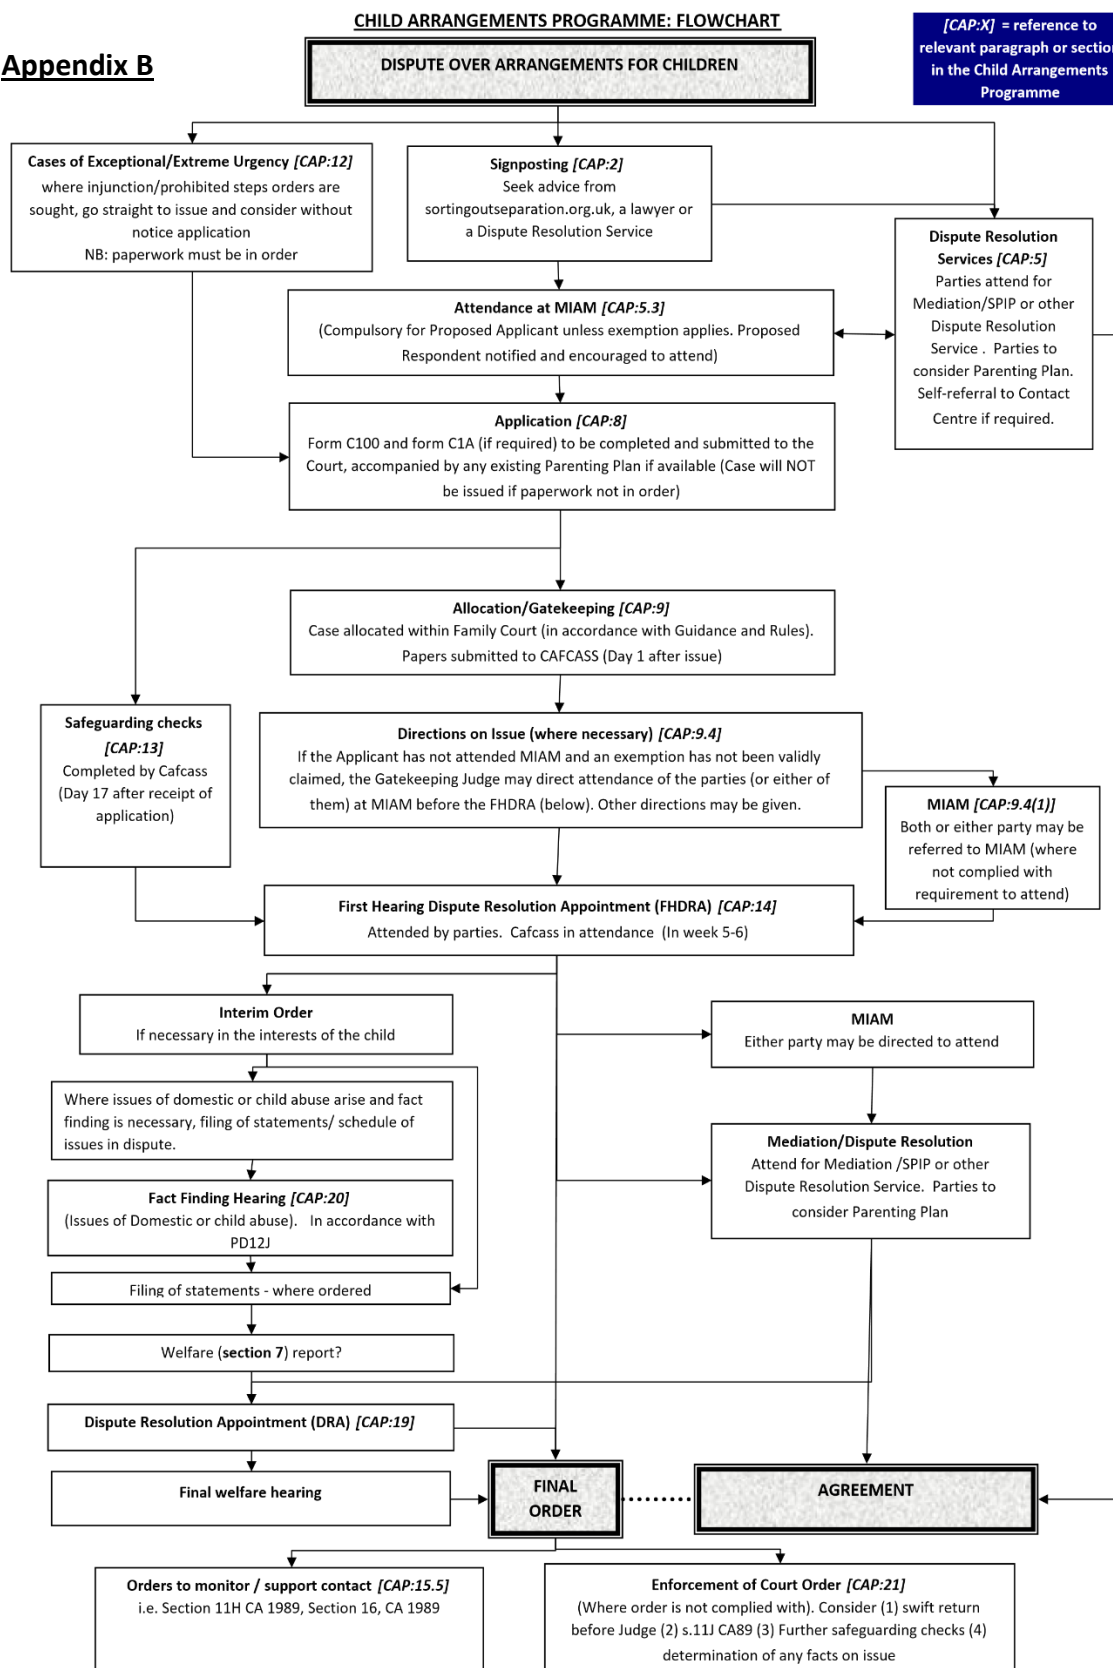 CHILD ARRANGEMENTS PROGRAMME: FLOWCHART
[CAP:X] = reference to
relevant paragraph or section
in the Child Arrangements
Programme
Appendix B
DISPUTE OVER ARRANGEMENTS FOR CHILDREN
Cases of Exceptional/Extreme Urgency [CAP:12]
where injunction/prohibited steps orders are
sought, go straight to issue and consider without
notice application
NB: paperwork must be in order
Signposting [CAP:2]
Seek advice from
sortingoutseparation.org.uk, a lawyer or
a Dispute Resolution Service
Dispute Resolution
Services [CAP:5]
Parties attend for
Mediation/SPIP or other
Dispute Resolution
Service . Parties to
consider Parenting Plan.
Self-referral to Contact
Centre if required.
Attendance at MIAM [CAP:5.3]
(Compulsory for Proposed Applicant unless exemption applies. Proposed
Respondent notified and encouraged to attend)
Application [CAP:8]
Form C100 and form C1A (if required) to be completed and submitted to the
Court, accompanied by any existing Parenting Plan if available (Case will NOT
be issued if paperwork not in order)
Allocation/Gatekeeping [CAP:9]
Case allocated within Family Court (in accordance with Guidance and Rules).
Papers submitted to CAFCASS (Day 1 after issue)
Safeguarding checks
[CAP:13]
Completed by Cafcass
(Day 17 after receipt of
application)
Directions on Issue (where necessary) [CAP:9.4]
If the Applicant has not attended MIAM and an exemption has not been validly
claimed, the Gatekeeping Judge may direct attendance of the parties (or either of
them) at MIAM before the FHDRA (below). Other directions may be given.
MIAM [CAP:9.4(1)]
Both or either party may be
referred to MIAM (where
not complied with
requirement to attend)
First Hearing Dispute Resolution Appointment (FHDRA) [CAP:14]
Attended by parties. Cafcass in attendance (In week 5-6)
Interim Order
If necessary in the interests of the child
MIAM
Either party may be directed to attend
Where issues of domestic or child abuse arise and fact
finding is necessary, filing of statements/ schedule of
issues in dispute.
Mediation/Dispute Resolution
Attend for Mediation /SPIP or other
Dispute Resolution Service. Parties to
consider Parenting Plan
Fact Finding Hearing [CAP:20]
(Issues of Domestic or child abuse). In accordance with
PD12J
Filing of statements - where ordered
Welfare (section 7) report?
Dispute Resolution Appointment (DRA) [CAP:19]
Final welfare hearing
FINAL
ORDER
AGREEMENT
Orders to monitor / support contact [CAP:15.5]
i.e. Section 11H CA 1989, Section 16, CA 1989
Enforcement of Court Order [CAP:21]
(Where order is not complied with). Consider (1) swift return
before Judge (2) s.11J CA89 (3) Further safeguarding checks (4)
determination of any facts on issue